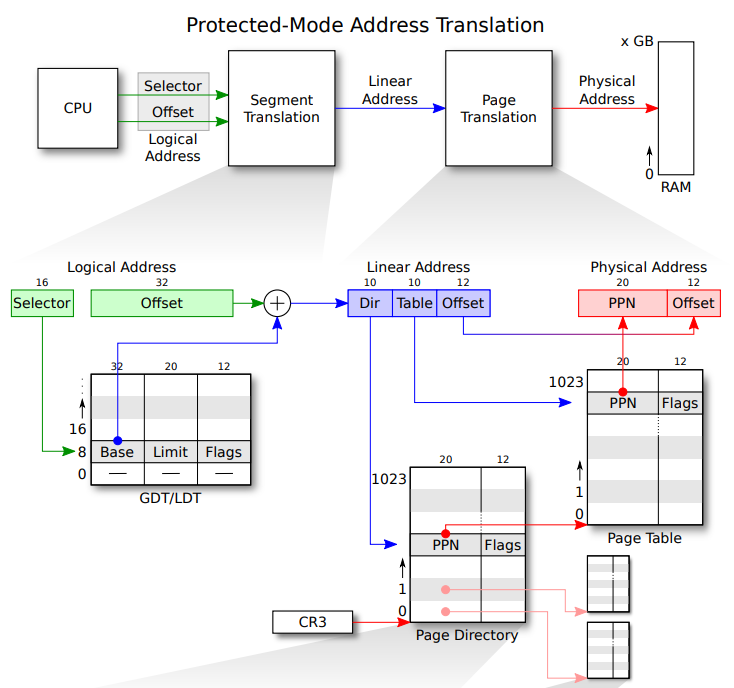 Protected-Mode Address Translation
x GB
CPU
Selector
Offset
Logical
Address
Segment
Translation
Linear
Address
Page
Translation
Physical
Address
0
RAM
Logical Address
16
32
Selector
Offset
+
Linear Address
10
10
12
Dir
Table
Offset
Physical Address
20
12
PPN
Offset
32
20
12
16
8
Base
Limit
Flags
0
GDT/LDT
20
12
1023
PPN
Flags
1
0
Page Table
20
12
1023
PPN
Flags
1
0
CR3
Page Directory